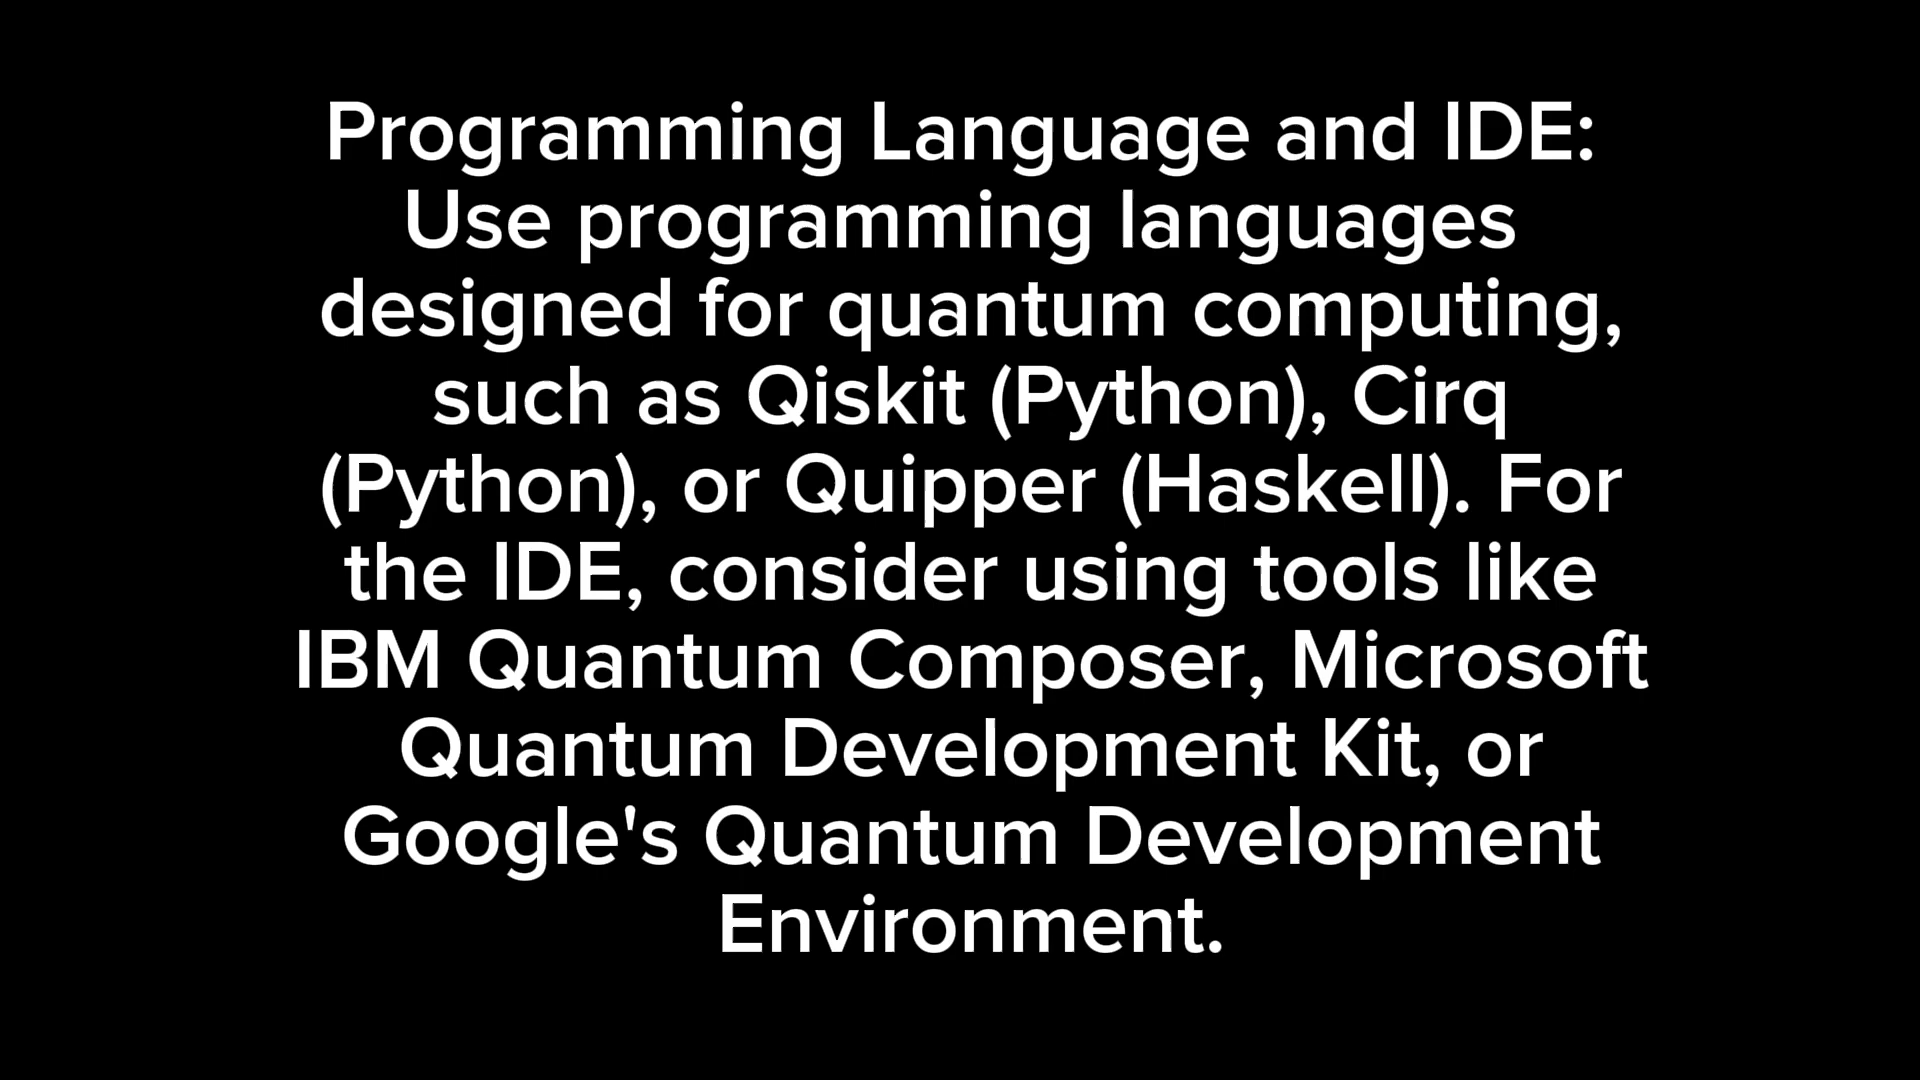 Programming Language and IDE:
Use programming languages
designed for quantum computing,
such as Qiskit (Python), Cirq
(Python), or Quipper (Haskell). For
the IDE, consider using tools like
IBM Quantum Composer, Microsoft
Quantum Development Kit, or
Google's Quantum Development
Environment.